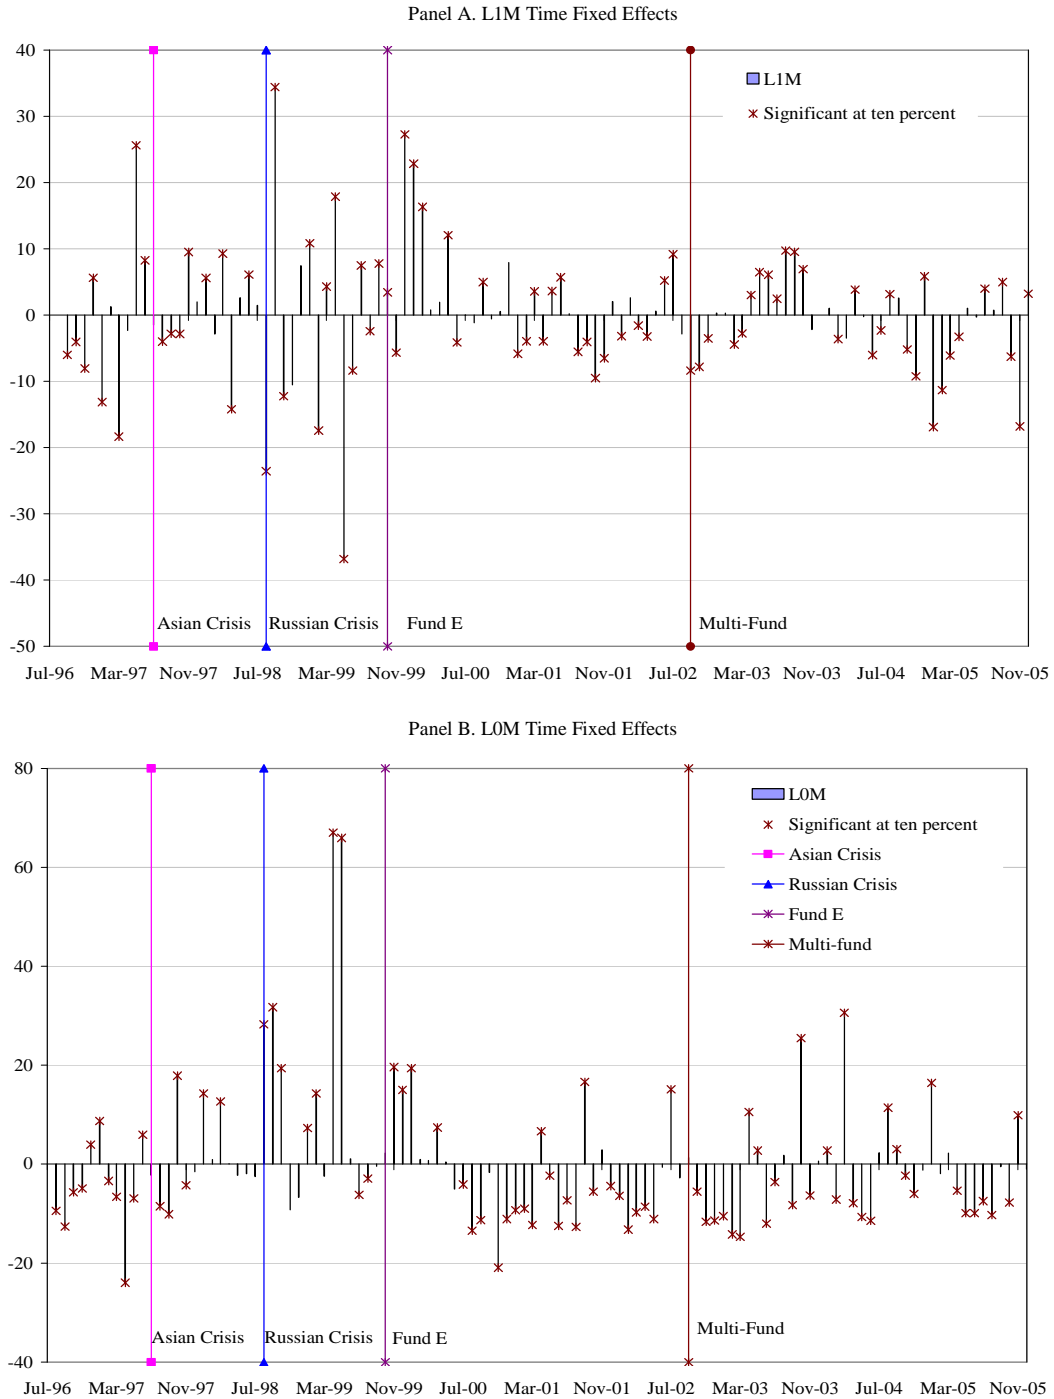 Panel A. L1M Time Fixed Effects
40
30
20
10
0
-10
-20
-30
-40
-50
L1M
Significant at ten percent
Asian Crisis
Russian Crisis
Fund E
Multi-Fund
Jul-96 Mar-97 Nov-97 Jul-98 Mar-99 Nov-99 Jul-00 Mar-01 Nov-01 Jul-02 Mar-03 Nov-03 Jul-04 Mar-05 Nov-05
Panel B. L0M Time Fixed Effects
80
60
40
20
0
-20
-40
L0M
Significant at ten percent
Asian Crisis
Russian Crisis
Fund E
Multi-fund
Asian Crisis
Russian Crisis
Fund E
Multi-Fund
Jul-96 Mar-97 Nov-97 Jul-98 Mar-99 Nov-99 Jul-00 Mar-01 Nov-01 Jul-02 Mar-03 Nov-03 Jul-04 Mar-05 Nov-05